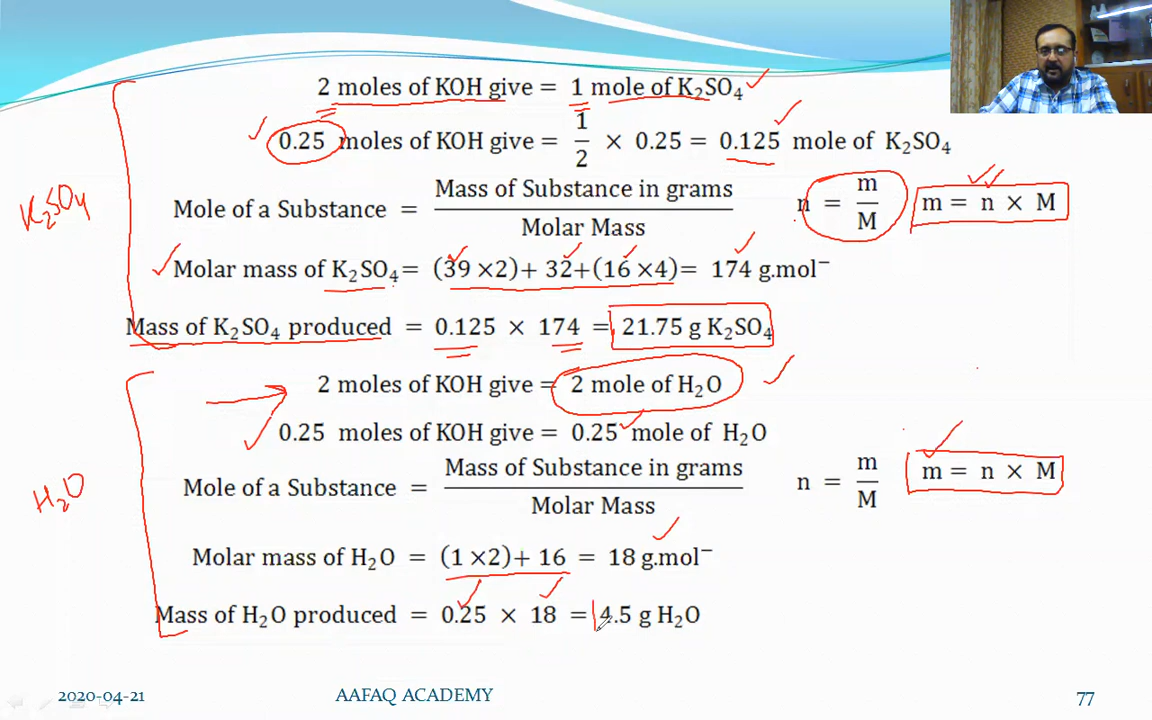 2 moles of KOH give = 1 mole of K₂SO₄
0.25 moles of KOH give = 1/2 × 0.25 = 0.125 mole of K₂SO₄
K₂SO₄
Mole of a Substance = Mass of Substance in grams / Molar Mass n = m/M m = n × M
Molar mass of K₂SO₄= (39 ×2)+ 32+(16 ×4)= 174 g.mol⁻
Mass of K₂SO₄ produced = 0.125 × 174 = 21.75 g K₂SO₄
2 moles of KOH give = 2 mole of H₂O
0.25 moles of KOH give = 0.25 mole of H₂O
H₂O
Mole of a Substance = Mass of Substance in grams / Molar Mass n = m/M m = n × M
Molar mass of H₂O = (1 ×2)+ 16 = 18 g.mol⁻
Mass of H₂O produced = 0.25 × 18 = 4.5 g H₂O
2020-04-21 AAFAQ ACADEMY 77